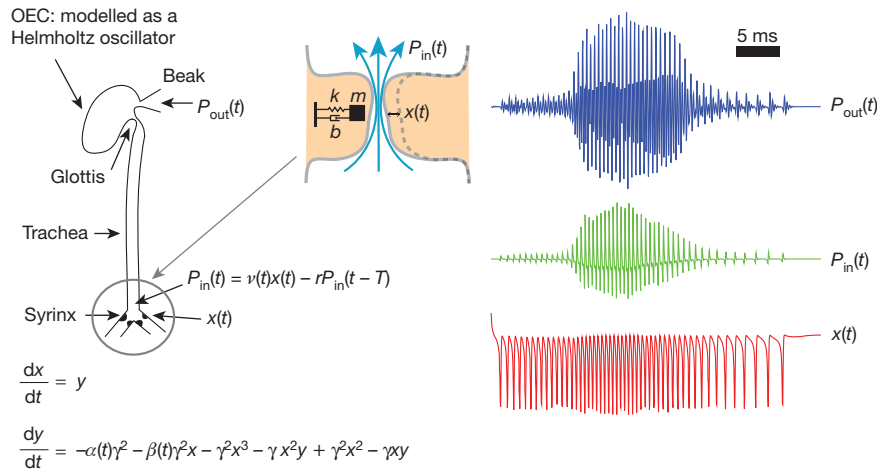 OEC: modelled as a
Helmholtz oscillator
Beak
P_out(t)
Glottis
Trachea
P_in(t) = ν(t)x(t) − rP_in(t − T)
Syrinx
x(t)
dx/dt = y
dy/dt = −α(t)γ² − β(t)γ²x − γ²x³ − γx²y + γ²x² − γxy
P_in(t)
k
m
b
x(t)
5 ms
P_out(t)
P_in(t)
x(t)